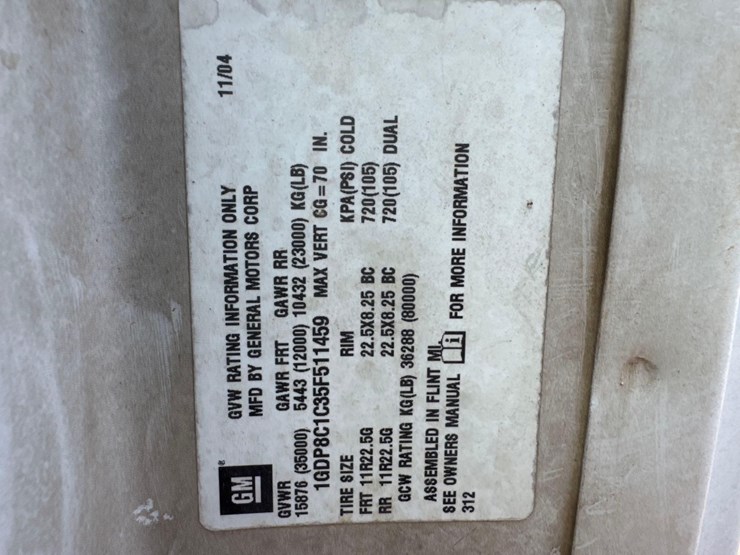 GM ®
GVW RATING INFORMATION ONLY 11/04
MFD BY GENERAL MOTORS CORP
GVWR GAWR FRT GAWR RR
15876 (35000) 5443 (12000) 10432 (23000) KG(LB)
1GDP8C1C35F511459 MAX VERT CG=70 IN.
TIRE SIZE RIM KPA(PSI) COLD
FRT 11R22.5G 22.5X8.25 BC 720(105)
RR 11R22.5G 22.5X8.25 BC 720(105) DUAL
GCW RATING KG(LB) 36288 (80000)
ASSEMBLED IN FLINT MI.
SEE OWNERS MANUAL i FOR MORE INFORMATION
312